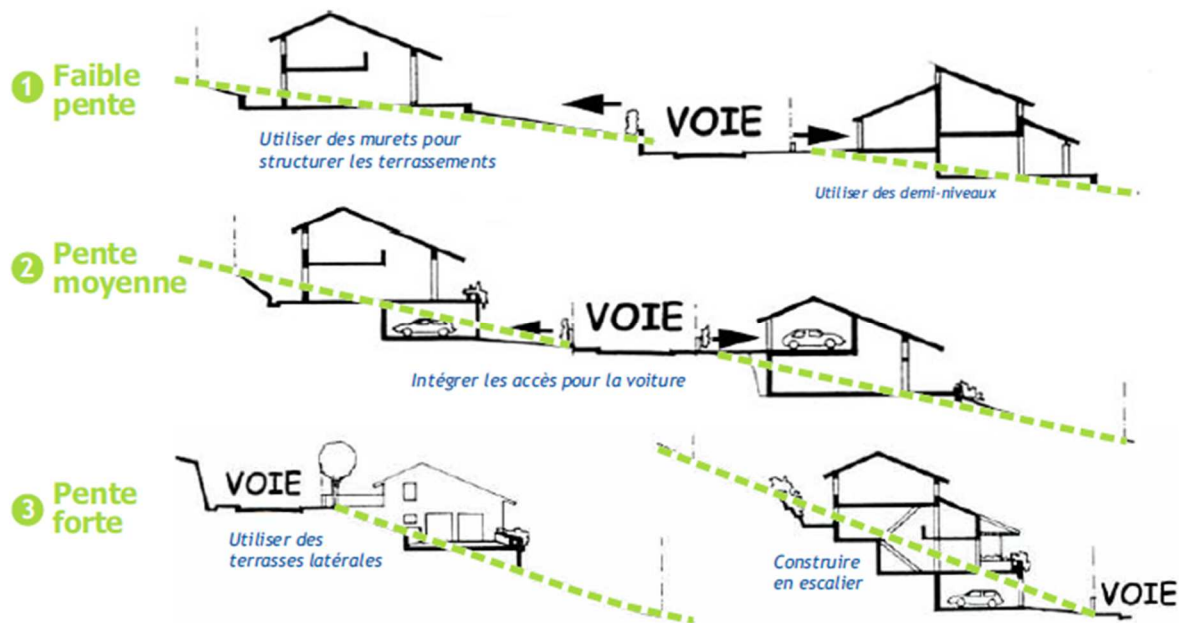 1 Faible
pente
VOIE
Utiliser des murets pour
structurer les terrassements
Utiliser des demi-niveaux
2 Pente
moyenne
VOIE
Intégrer les accès pour la voiture
3 Pente
forte
VOIE
Utiliser des
terrasses latérales
Construire
en escalier
VOIE